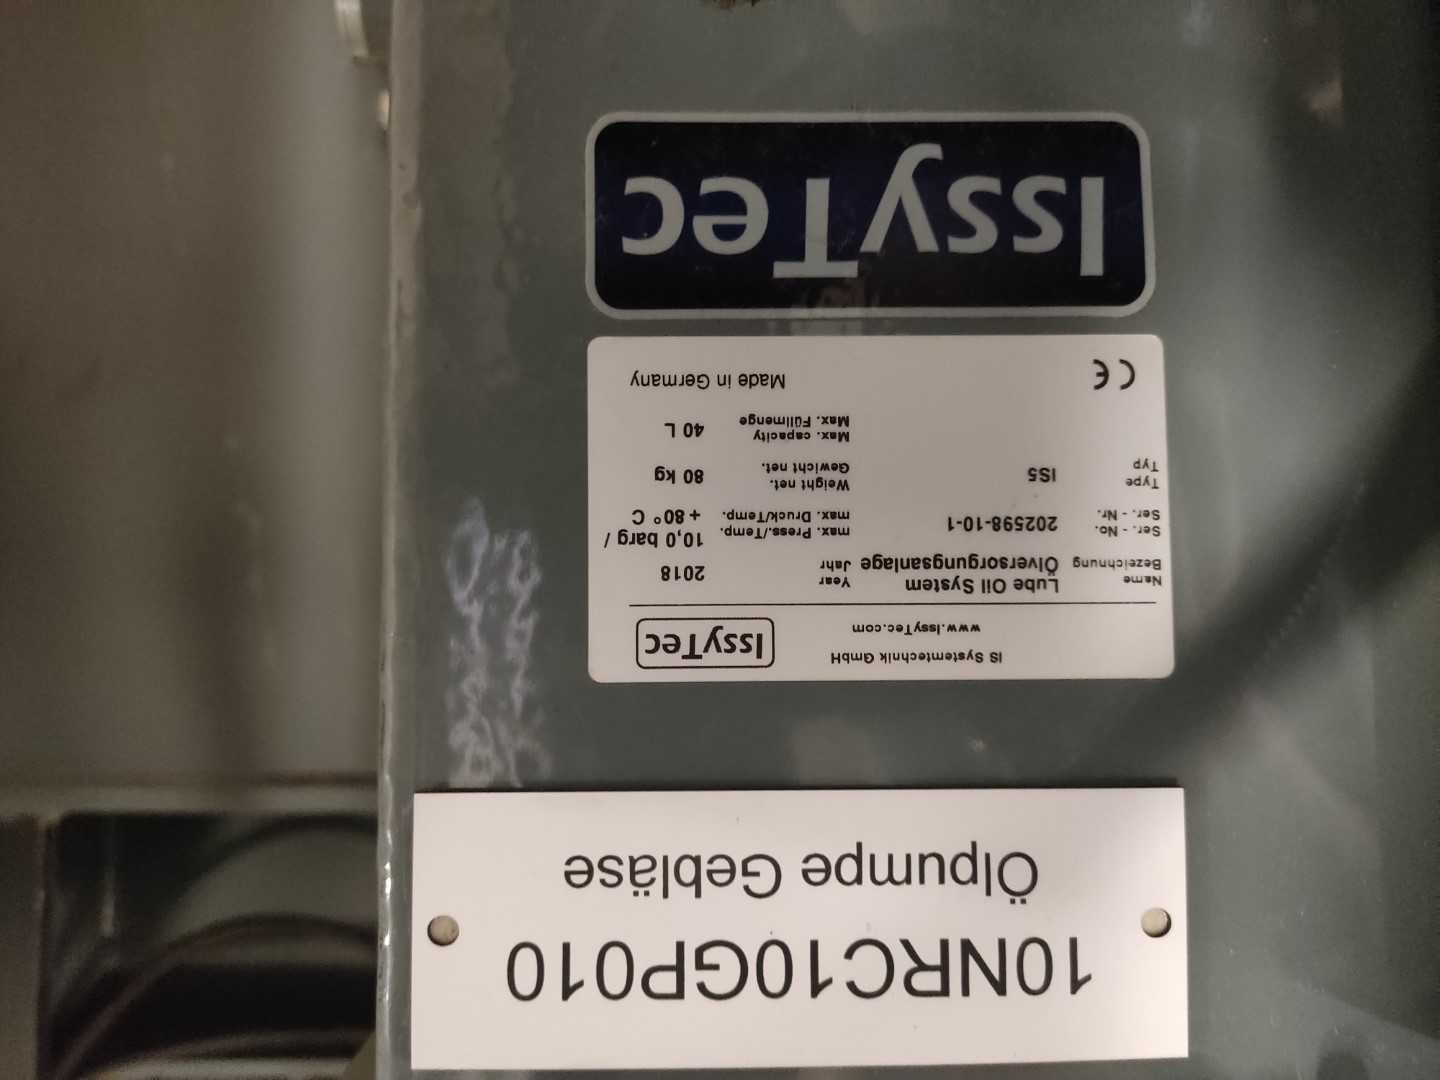 10NRC10GP010
Ölpumpe Gebläse
IS Systemtechnik GmbH
www.IssyTec.com
IssyTec
Name
Bezeichnung
Lube Oil System
Ölversorgungsanlage
Year
Jahr
2018
Ser. - No.
Ser. - Nr.
202598-10-1
max. Press./Temp.
max. Druck/Temp.
10,0 barg /
+ 80° C
Type
Typ
IS5
Weight net.
Gewicht net.
80 kg
Max. capacity
Max. Füllmenge
40 L
CE
Made in Germany
IssyTec